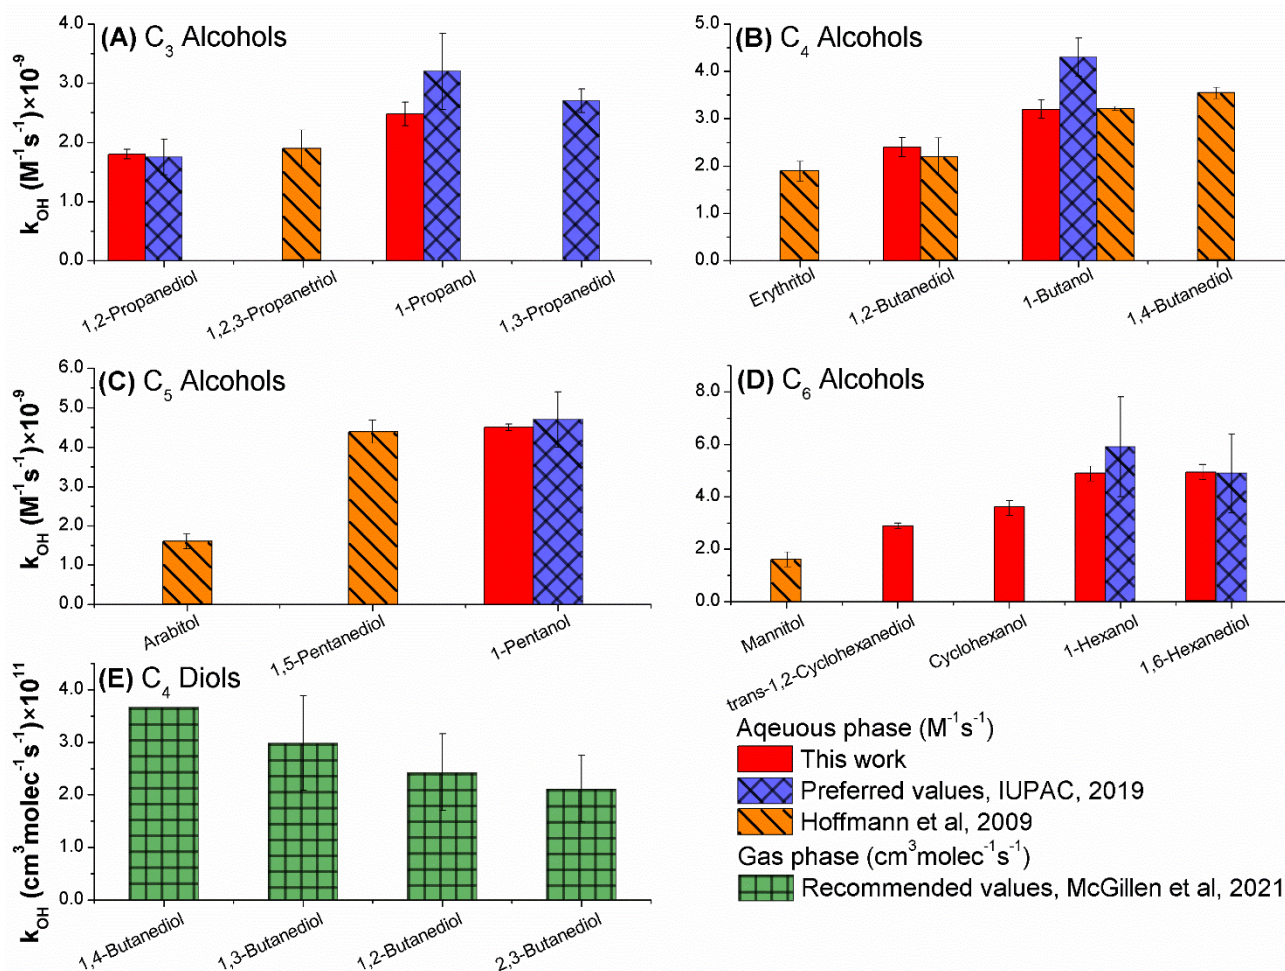 (A) C3 Alcohols
kOH (M-1s-1)×10-9
4.0
3.0
2.0
1.0
0.0
1,2-Propanediol
1,2,3-Propanetriol
1-Propanol
1,3-Propanediol
(B) C4 Alcohols
5.0
4.0
3.0
2.0
1.0
0.0
Erythritol
1,2-Butanediol
1-Butanol
1,4-Butanediol
(C) C5 Alcohols
kOH (M-1s-1)×10-9
6.0
5.0
4.0
3.0
2.0
1.0
0.0
Arabitol
1,5-Pentanediol
1-Pentanol
(D) C6 Alcohols
8.0
6.0
4.0
2.0
0.0
Mannitol
trans-1,2-Cyclohexanediol
Cyclohexanol
1-Hexanol
1,6-Hexanediol
(E) C4 Diols
kOH (cm3molec-1s-1)×1011
4.0
3.0
2.0
1.0
0.0
1,4-Butanediol
1,3-Butanediol
1,2-Butanediol
2,3-Butanediol
Aqeuous phase (M-1s-1)
This work
Preferred values, IUPAC, 2019
Hoffmann et al, 2009
Gas phase (cm3molec-1s-1)
Recommended values, McGillen et al, 2021